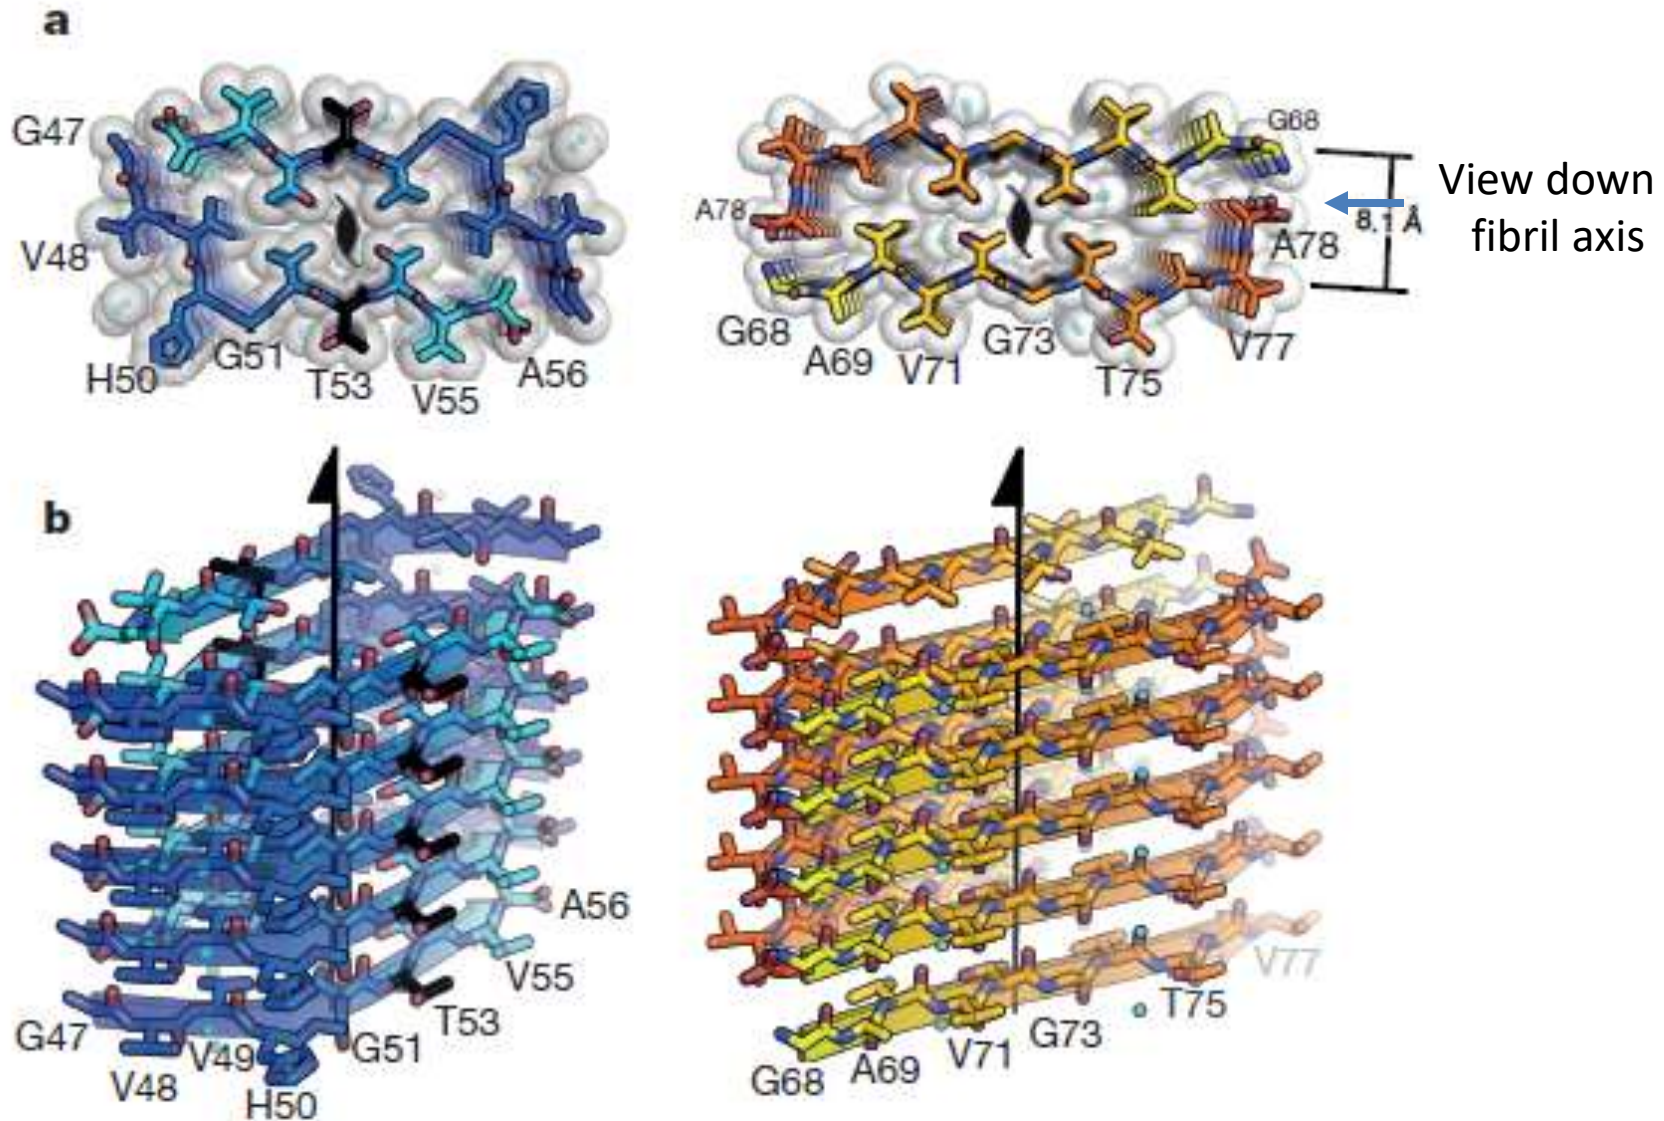 a
G47
V48
H50
G51
T53
V55
A56
G68
A78
A78
8.1 Å
View down
fibril axis
G68
A69
V71
G73
T75
V77
b
A56
V55
T53
G51
G47
V49
V48
H50
V77
T75
G73
V71
A69
G68